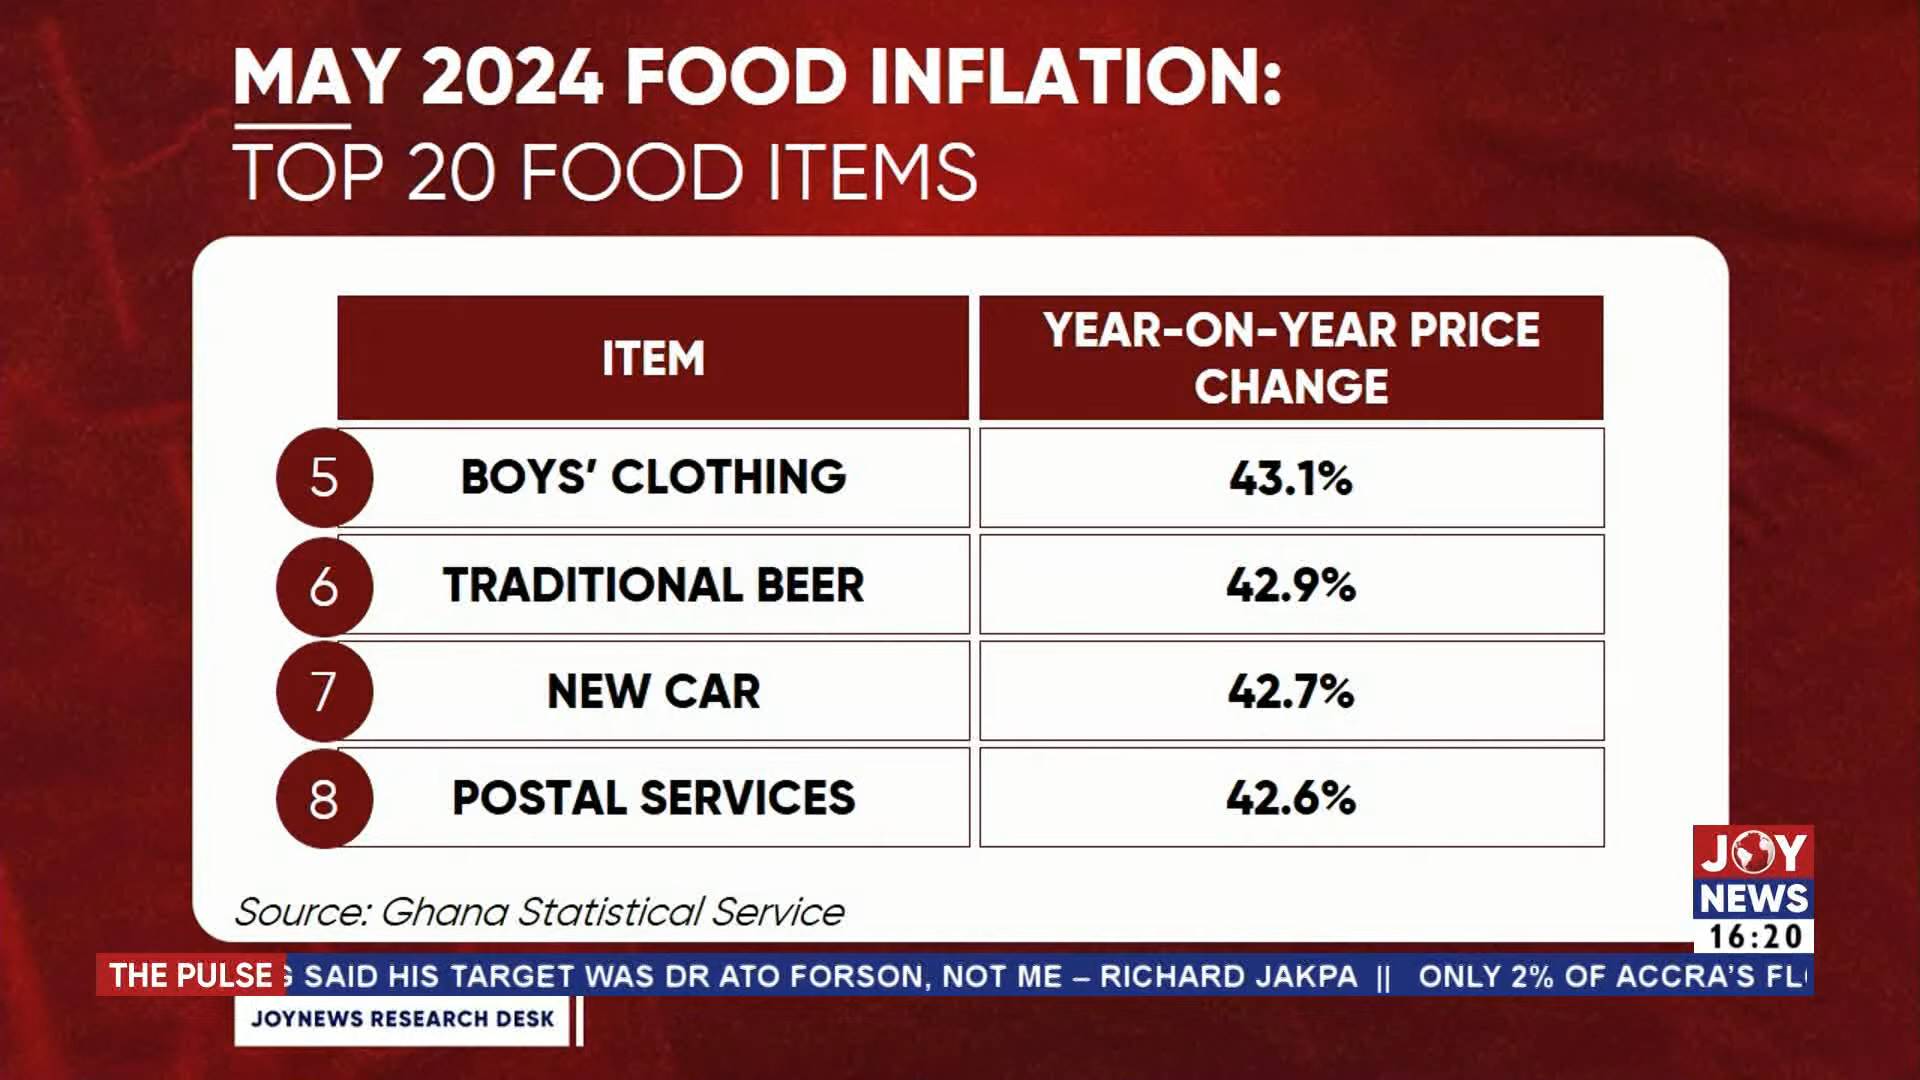 MAY 2024 FOOD INFLATION:
TOP 20 FOOD ITEMS
ITEM
YEAR-ON-YEAR PRICE
CHANGE
5 BOYS' CLOTHING 43.1%
6 TRADITIONAL BEER 42.9%
7 NEW CAR 42.7%
8 POSTAL SERVICES 42.6%
Source: Ghana Statistical Service
JOY
NEWS
16:20
THE PULSE SAID HIS TARGET WAS DR ATO FORSON, NOT ME – RICHARD JAKPA || ONLY 2% OF ACCRA'S
JOYNEWS RESEARCH DESK